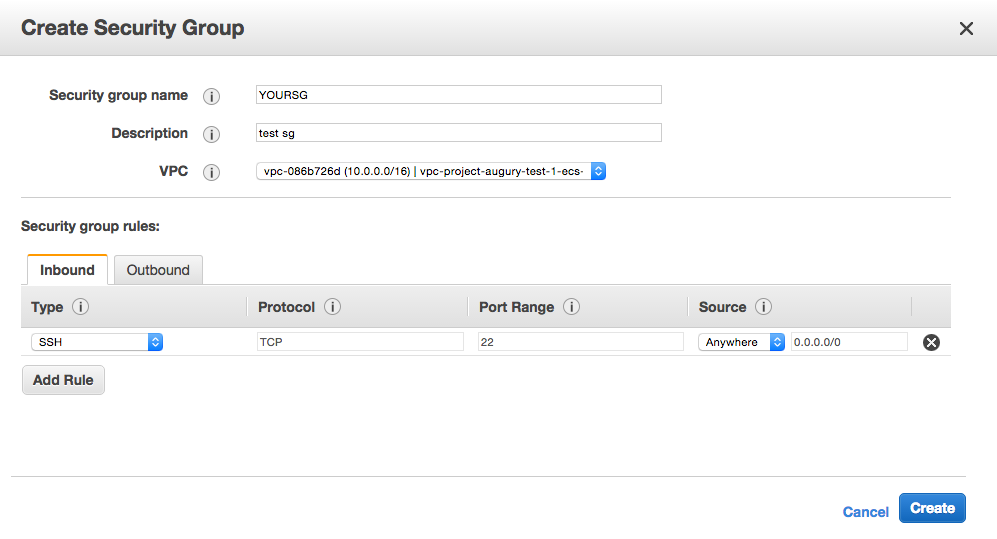 Create Security Group
Security group name i YOURSG
Description i test sg
VPC i vpc-086b726d (10.0.0.0/16) | vpc-project-augury-test-1-ecs-
Security group rules:
Inbound Outbound
Type i Protocol i Port Range i Source i
SSH TCP 22 Anywhere 0.0.0.0/0
Add Rule
Cancel Create